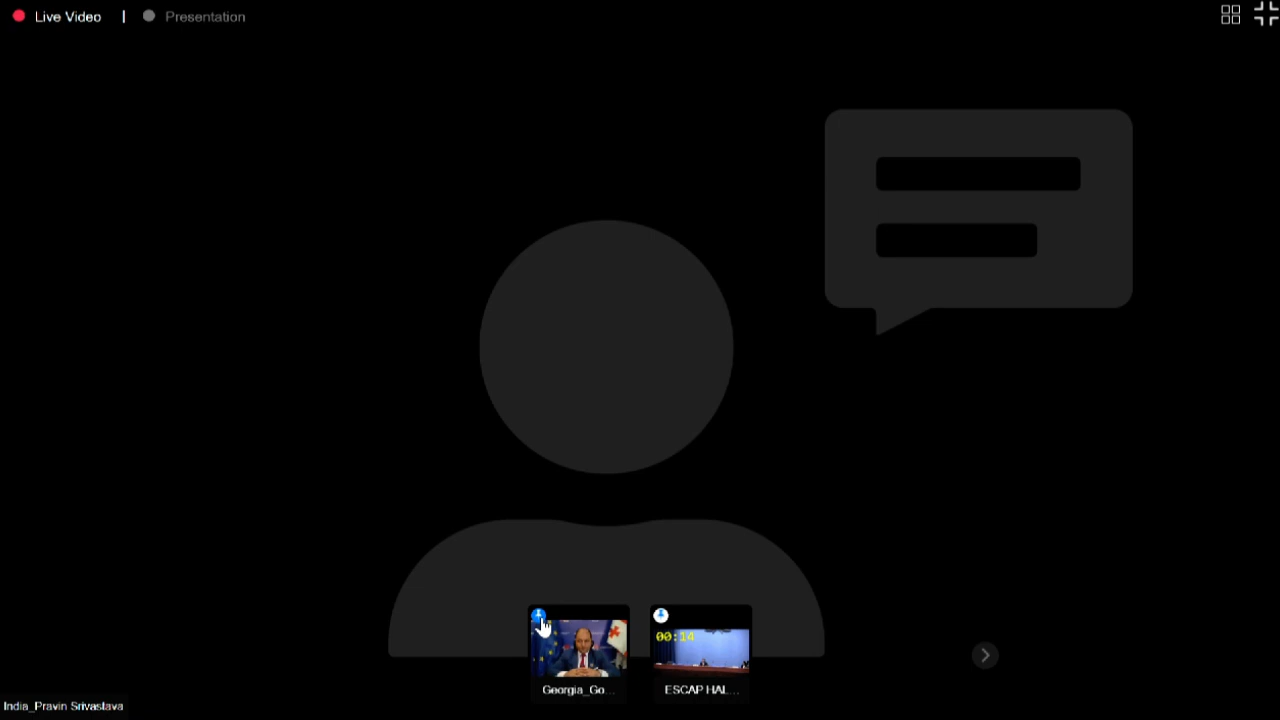 Live Video | Presentation
00:14
Georgia_Go...
ESCAP HAL...
India_Pravin Srivastava